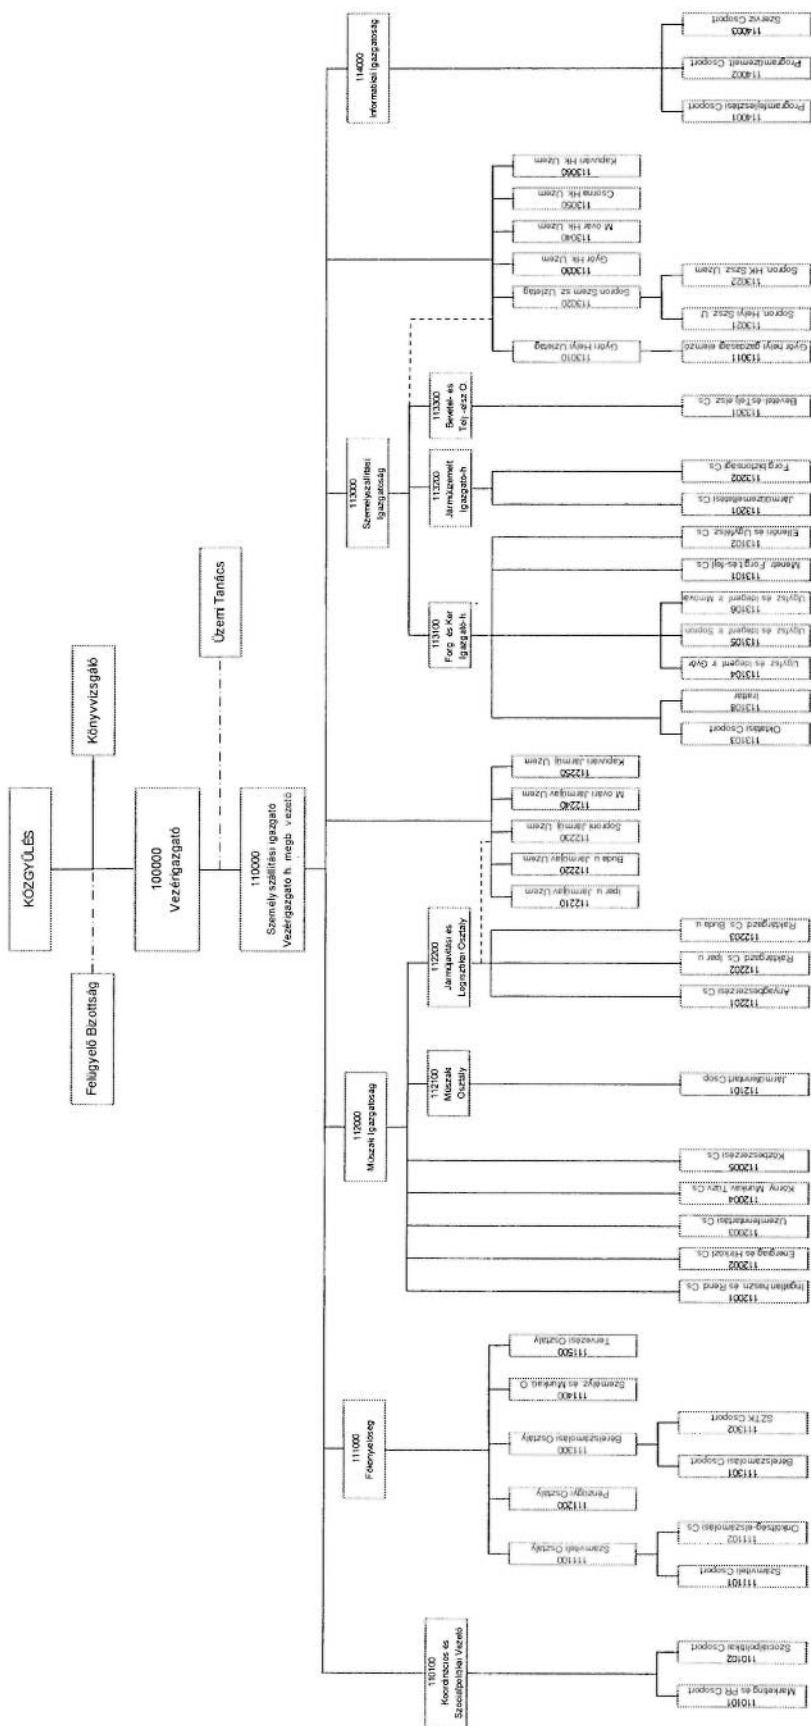 KÖZGYŰLÉS
Felügyelő Bizottság
Könyvvizsgáló
100000
Vezérigazgató
Üzemi Tanács
110000
Személyszállítási igazgató
Vezérigazgató h. megb. vezető
110100
Koordinációs és
Szociálpolitikai Vezető
110101
Marketing és PR Csoport
110102
Szociálpolitikai Csoport
111000
Főkönyvelőség
111100
Számviteli Osztály
111101
Számviteli Csoport
111102
Önköltség-elszámolási Cs
111200
Pénzügyi Osztály
111300
Bérelszámolási Osztály
111301
Bérelszámolási Csoport
111302
SZTK Csoport
111400
Személyz. és Munkaü. O.
111500
Tervezési Osztály
112000
Műszaki Igazgatóság
112001
Ingatlan haszn. és Rend. Cs.
112002
Energiag és Hírközl Cs
112003
Üzemfenntartási Cs.
112004
Körny. Munkav. Tűzv Cs
112005
Közbeszerzési Cs
112100
Műszaki
Osztály
112101
Járműfenntart Csop
112200
Járműjavítási és
Logisztikai Osztály
112201
Anyagbeszerzési Cs
112202
Raktárgazd. Cs. Ipar u
112203
Raktárgazd. Cs. Buda u
112210
Ipar u. Járműjav Üzem
112220
Buda u. Járműjav Üzem
112230
Soproni Járműj. Üzem
112240
M.óvári Járműjav Üzem
112250
Kapuvári Járműj. Üzem
113000
Személyszállítási
Igazgatóság
113100
Forg. és Ker
Igazgató-h
113103
Oktatási Csoport
113108
Irattár
113104
Ügyfsz és Idegenf Ir Győr
113105
Ügyfsz és Idegenf Ir Sopron
113106
Ügyfsz és Idegenf Ir Mmóvár
113101
Menetr. Forg.t és-fejl Cs
113102
Ellenőri és Ügyfélsz. Cs.
113200
Járműüzemelt
Igazgató-h
113201
Járműüzemeltetési Cs
113202
Forg.biztonsági Cs
113300
Bevétel- és
Telj.-elsz O.
113301
Bevétel-és Telj elsz Cs
113010
Győri Helyi Üzletág
113011
Győr helyi gazdaság elemző
113020
Sopron Szem sz. Üzletág
113021
Sopron. Helyi Szsz. Ü
113022
Sopron. HK Szsz. Üzem
113030
Győr Hk. Üzem
113040
M.óvár Hk. Üzem
113050
Csorna Hk. Üzem
113060
Kapuvári Hk. Üzem
114000
Informatikai Igazgatóság
114001
Programfejlesztési Csoport
114002
Programüzemelt. Csoport
114003
Szerviz Csoport